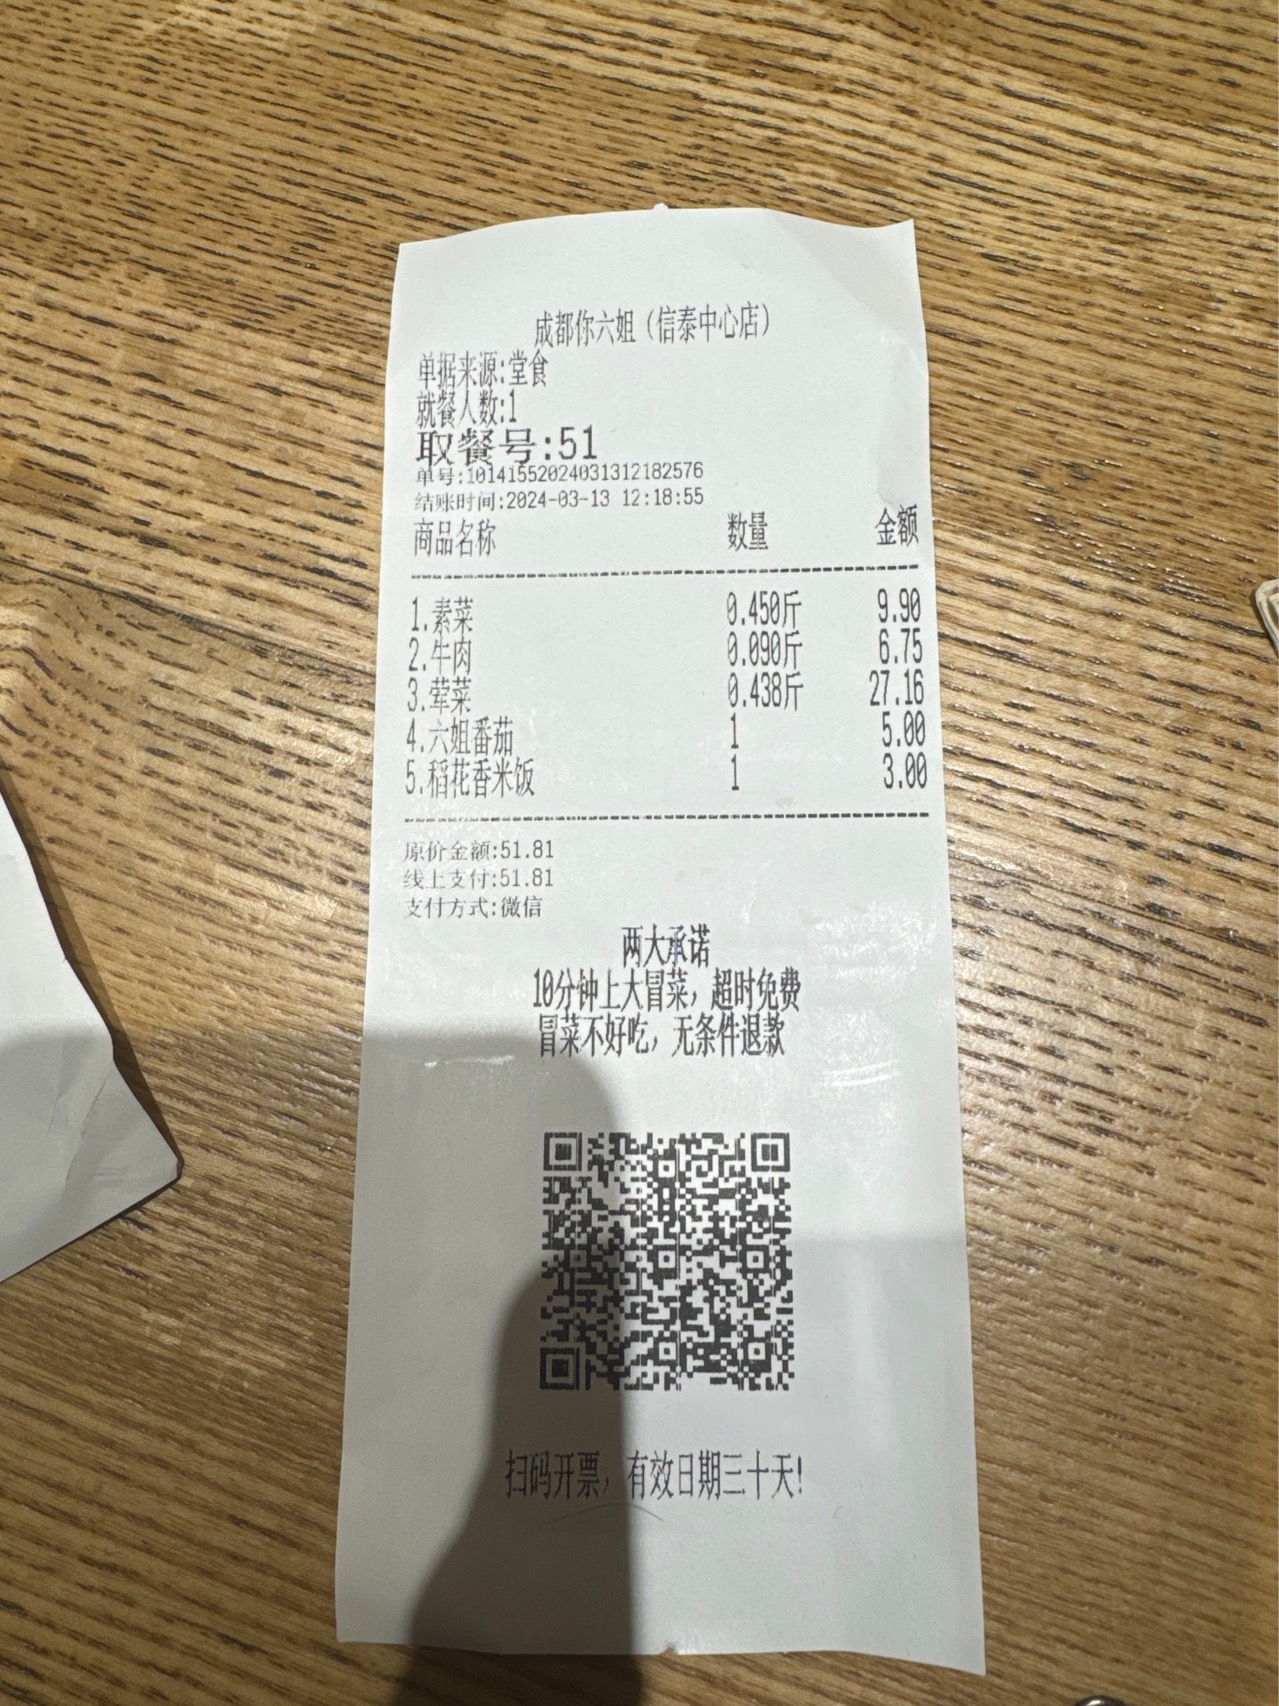 成都你六姐（信泰中心店）
单据来源:堂食
就餐人数:1
取餐号:51
单号:10141552024031312182576
结账时间:2024-03-13 12:18:55
商品名称 数量 金额
1.素菜 0.450斤 9.90
2.牛肉 0.090斤 6.75
3.荤菜 0.438斤 27.16
4.六姐番茄 1 5.00
5.稻花香米饭 1 3.00
原价金额:51.81
线上支付:51.81
支付方式:微信
两大承诺
10分钟上大冒菜，超时免费
冒菜不好吃，无条件退款
扫码开票，有效日期三十天!